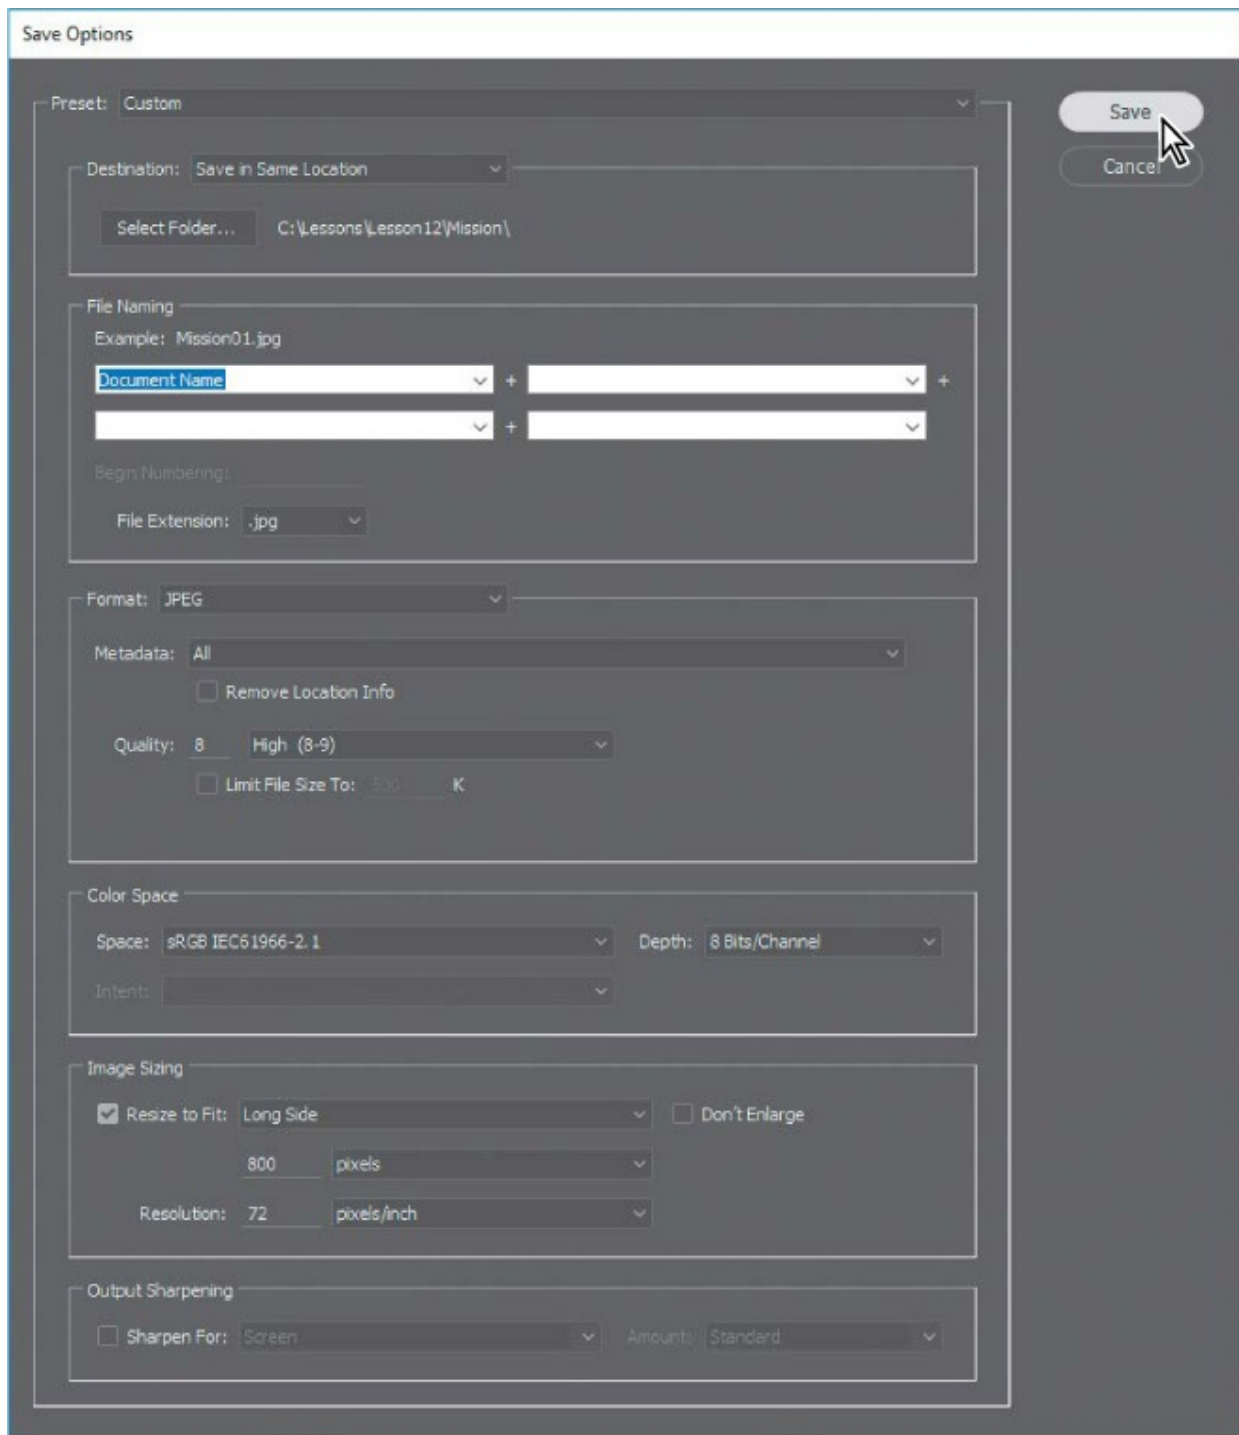 Save Options
Preset: Custom
Save
Cancel
Destination: Save in Same Location
Select Folder... C:\Lessons\Lesson12\Mission\
File Naming
Example: Mission01.jpg
Document Name + +
+
Begin Numbering:
File Extension: .jpg
Format: JPEG
Metadata: All
Remove Location Info
Quality: 8 High (8-9)
Limit File Size To: 500 K
Color Space
Space: sRGB IEC61966-2.1 Depth: 8 Bits/Channel
Intent:
Image Sizing
Resize to Fit: Long Side Don't Enlarge
800 pixels
Resolution: 72 pixels/inch
Output Sharpening
Sharpen For: Screen Amount: Standard